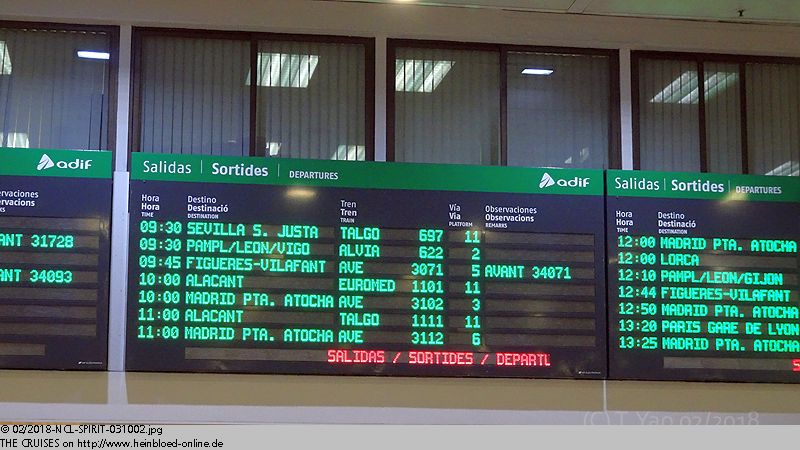 adif
Observaciones
Observacions
REMARKS
AVANT 31728
AVANT 34093
Salidas | Sortides | DEPARTURES
adif
Hora Destino Tren Vía Observaciones
Hora Destinació Tren Via Observacions
TIME DESTINATION TRAIN PLATFORM REMARKS
09:30 SEVILLA S. JUSTA TALGO 697 11
09:30 PAMPL/LEON/VIGO ALVIA 622 2
09:45 FIGUERES-VILAFANT AVE 3071 5 AVANT 34071
10:00 ALACANT EUROMED 1101 11
10:00 MADRID PTA. ATOCHA AVE 3102 3
11:00 ALACANT TALGO 1111 11
11:00 MADRID PTA. ATOCHA AVE 3112 6
SALIDAS / SORTIDES / DEPARTU
Salidas | Sortides | DEPARTURES
Hora Destino
Hora Destinació
TIME DESTINATION
12:00 MADRID PTA. ATOCHA
12:00 LORCA
12:10 PAMPL/LEON/GIJON
12:44 FIGUERES-VILAFANT
12:50 MADRID PTA. ATOCHA
13:20 PARIS GARE DE LYON
13:25 MADRID PTA. ATOCHA
S
(C) T. Yap 02/2018
© 02/2018-NCL-SPIRIT-031002.jpg
THE CRUISES on http://www.heinbloed-online.de